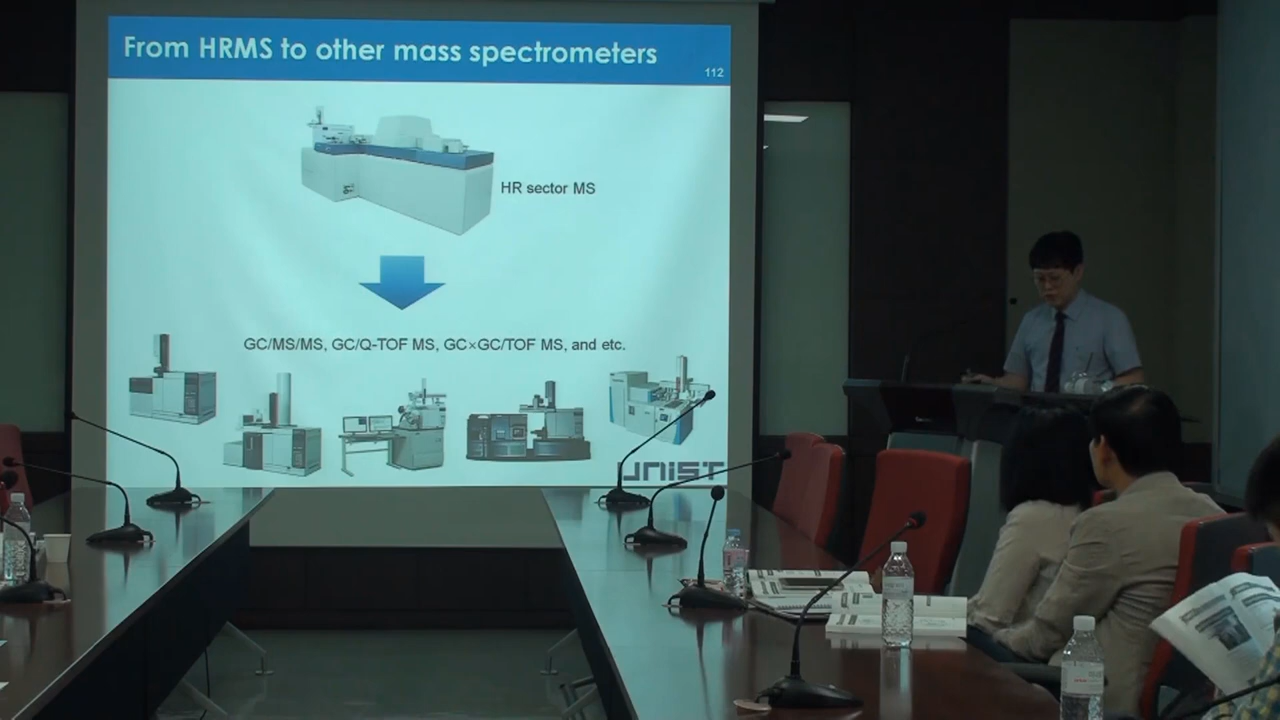 From HRMS to other mass spectrometers
112
HR sector MS
GC/MS/MS, GC/Q-TOF MS, GC×GC/TOF MS, and etc.
UNIST